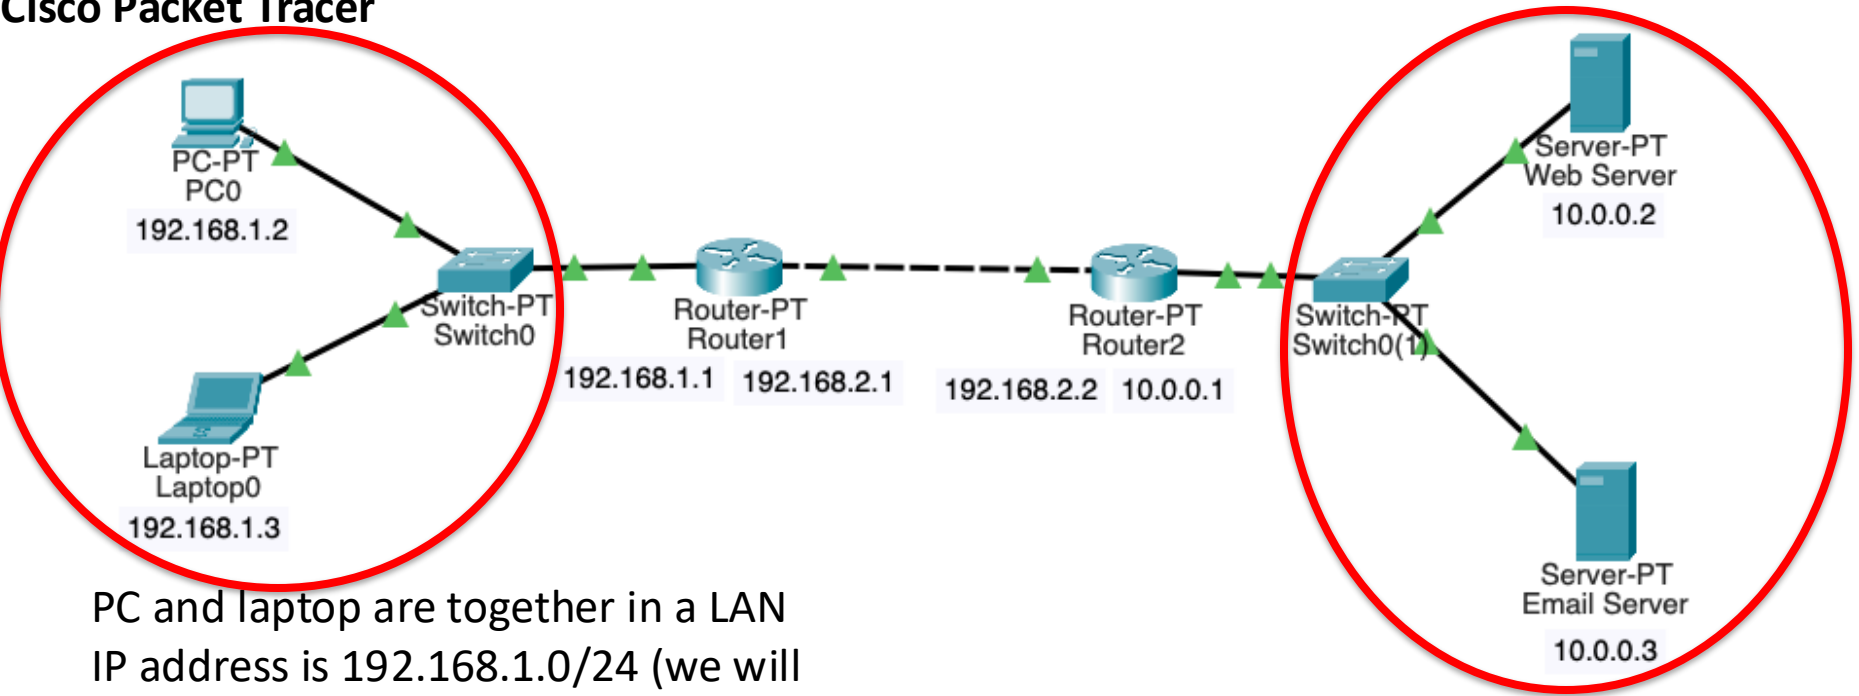 Cisco Packet Tracer
PC-PT
PC0
192.168.1.2
Switch-PT
Switch0
Laptop-PT
Laptop0
192.168.1.3
Router-PT
Router1
192.168.1.1
192.168.2.1
Router-PT
Router2
192.168.2.2
10.0.0.1
Switch-PT
Switch0(1)
Server-PT
Web Server
10.0.0.2
Server-PT
Email Server
10.0.0.3
PC and laptop are together in a LAN
IP address is 192.168.1.0/24 (we will